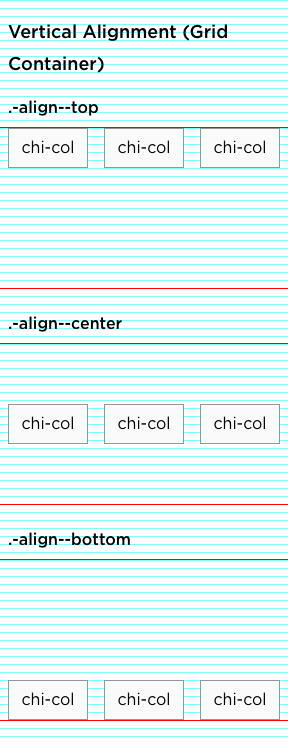 Vertical Alignment (Grid
Container)
.-align--top
chi-col chi-col chi-col
.-align--center
chi-col chi-col chi-col
.-align--bottom
chi-col chi-col chi-col